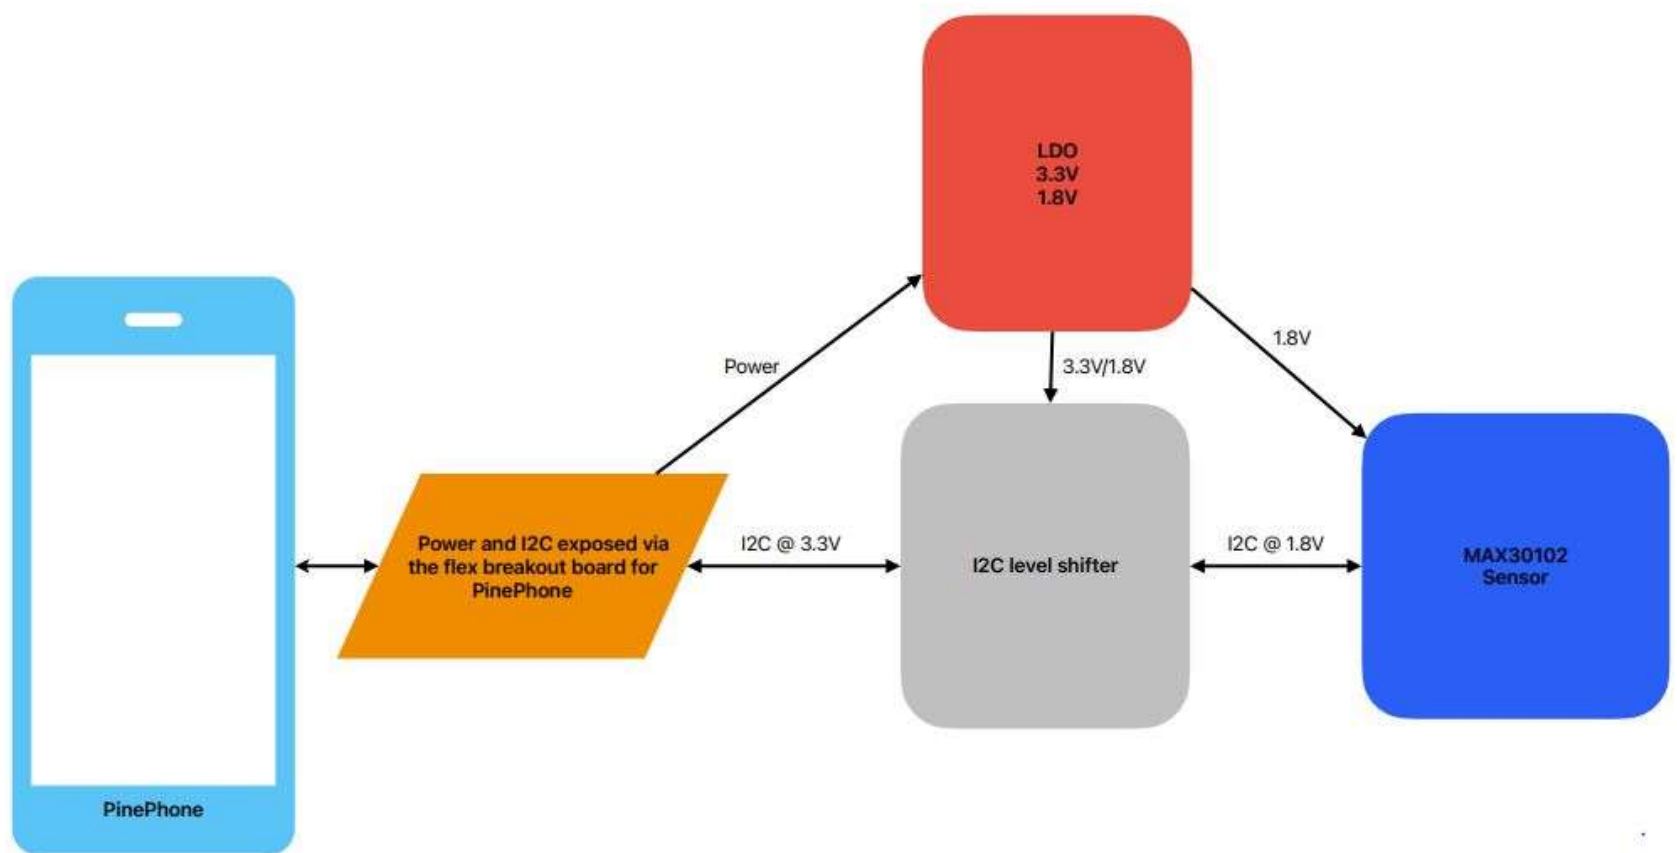 LDO
3.3V
1.8V
Power
3.3V/1.8V
1.8V
Power and I2C exposed via
the flex breakout board for
PinePhone
I2C @ 3.3V
I2C level shifter
I2C @ 1.8V
MAX30102
Sensor
PinePhone